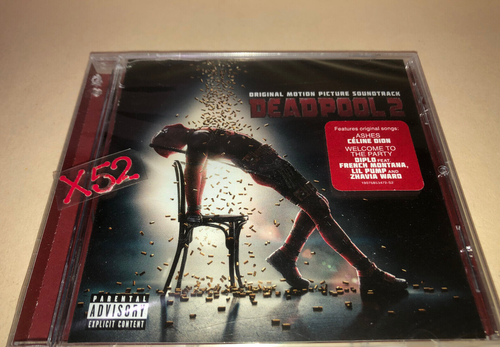 ORIGINAL MOTION PICTURE SOUNDTRACK
DEADPOOL 2
Features original songs:
ASHES
CÉLINE DION
WELCOME TO
THE PARTY
DIPLO FEAT.
FRENCH MONTANA,
LIL PUMP AND
ZHAVIA WARD
X52
PARENTAL
ADVISORY
EXPLICIT CONTENT